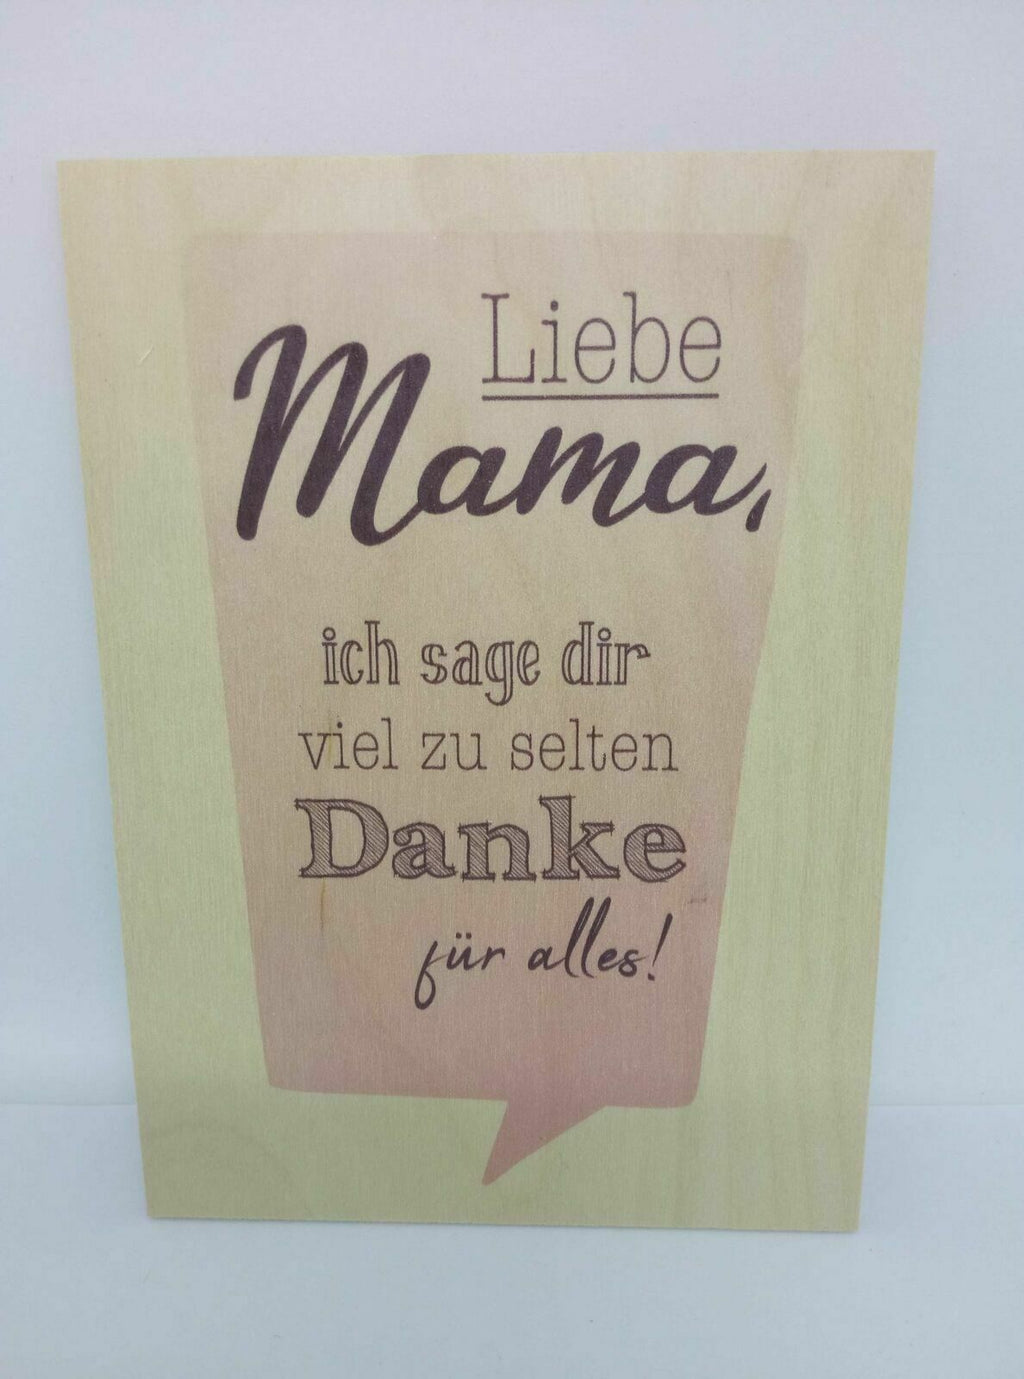 Liebe
Mama,
ich sage dir
viel zu selten
Danke
für alles!